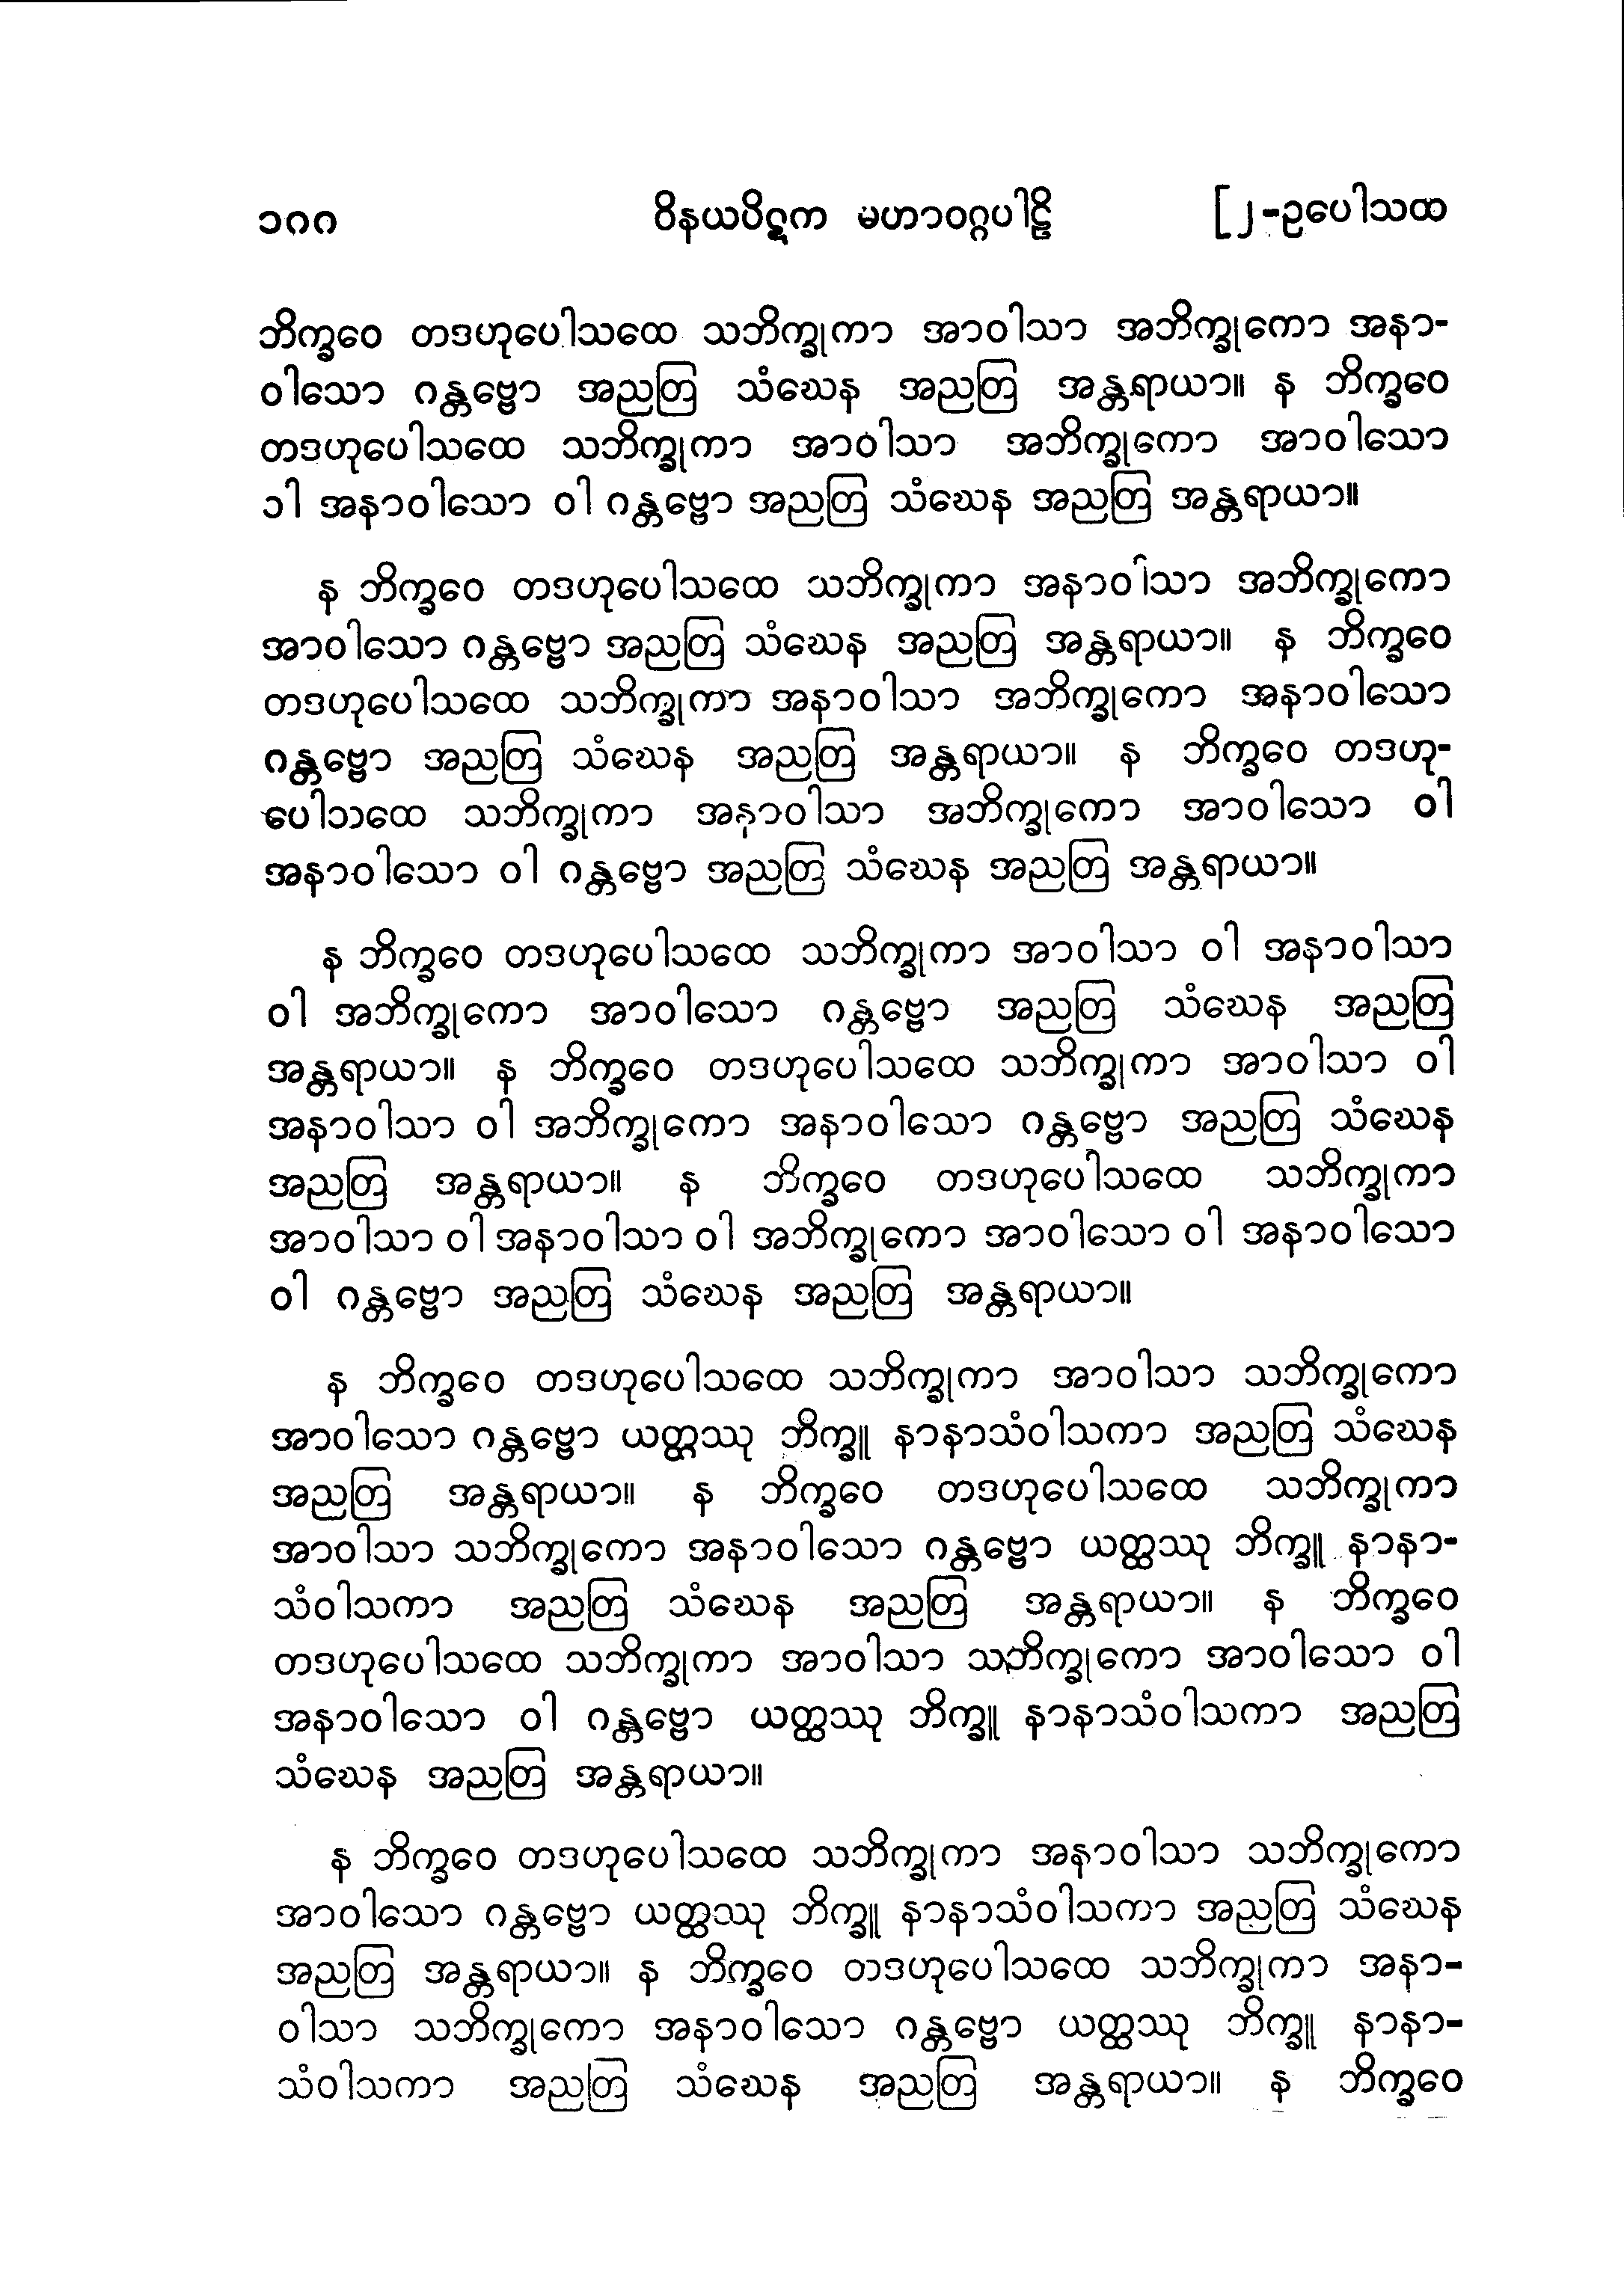 ၁၈၈ ဝိနယပိဋက မဟာဝဂ္ဂပါဠိ [၂-ဥပေါသထ
ဘိက္ခဝေ တဒဟုပေါသထေ သဘိက္ခုကာ အာဝါသာ အဘိက္ခုကော အနာ-
ဝါသော ဂန္တဗ္ဗော အညတြ သံဃေန အညတြ အန္တရာယာ။ န ဘိက္ခဝေ
တဒဟုပေါသထေ သဘိက္ခုကာ အာဝါသာ အဘိက္ခုကော အာဝါသော
ဝါ အနာဝါသော ဝါ ဂန္တဗ္ဗော အညတြ သံဃေန အညတြ အန္တရာယာ။
န ဘိက္ခဝေ တဒဟုပေါသထေ သဘိက္ခုကာ အနာဝါသာ အဘိက္ခုကော
အာဝါသော ဂန္တဗ္ဗော အညတြ သံဃေန အညတြ အန္တရာယာ။ န ဘိက္ခဝေ
တဒဟုပေါသထေ သဘိက္ခုကာ အနာဝါသာ အဘိက္ခုကော အနာဝါသော
ဂန္တဗ္ဗော အညတြ သံဃေန အညတြ အန္တရာယာ။ န ဘိက္ခဝေ တဒဟု-
ပေါသထေ သဘိက္ခုကာ အနာဝါသာ အဘိက္ခုကော အာဝါသော ဝါ
အနာဝါသော ဝါ ဂန္တဗ္ဗော အညတြ သံဃေန အညတြ အန္တရာယာ။
န ဘိက္ခဝေ တဒဟုပေါသထေ သဘိက္ခုကာ အာဝါသာ ဝါ အနာဝါသာ
ဝါ အဘိက္ခုကော အာဝါသော ဂန္တဗ္ဗော အညတြ သံဃေန အညတြ
အန္တရာယာ။ န ဘိက္ခဝေ တဒဟုပေါသထေ သဘိက္ခုကာ အာဝါသာ ဝါ
အနာဝါသာ ဝါ အဘိက္ခုကော အနာဝါသော ဂန္တဗ္ဗော အညတြ သံဃေန
အညတြ အန္တရာယာ။ န ဘိက္ခဝေ တဒဟုပေါသထေ သဘိက္ခုကာ
အာဝါသာ ဝါ အနာဝါသာ ဝါ အဘိက္ခုကော အာဝါသော ဝါ အနာဝါသော
ဝါ ဂန္တဗ္ဗော အညတြ သံဃေန အညတြ အန္တရာယာ။
န ဘိက္ခဝေ တဒဟုပေါသထေ သဘိက္ခုကာ အာဝါသာ သဘိက္ခုကော
အာဝါသော ဂန္တဗ္ဗော ယတ္ထဿု ဘိက္ခူ နာနာသံဝါသကာ အညတြ သံဃေန
အညတြ အန္တရာယာ။ န ဘိက္ခဝေ တဒဟုပေါသထေ သဘိက္ခုကာ
အာဝါသာ သဘိက္ခုကော အနာဝါသော ဂန္တဗ္ဗော ယတ္ထဿု ဘိက္ခူ နာနာ-
သံဝါသကာ အညတြ သံဃေန အညတြ အန္တရာယာ။ န ဘိက္ခဝေ
တဒဟုပေါသထေ သဘိက္ခုကာ အာဝါသာ သဘိက္ခုကော အာဝါသော ဝါ
အနာဝါသော ဝါ ဂန္တဗ္ဗော ယတ္ထဿု ဘိက္ခူ နာနာသံဝါသကာ အညတြ
သံဃေန အညတြ အန္တရာယာ။
န ဘိက္ခဝေ တဒဟုပေါသထေ သဘိက္ခုကာ အနာဝါသာ သဘိက္ခုကော
အာဝါသော ဂန္တဗ္ဗော ယတ္ထဿု ဘိက္ခူ နာနာသံဝါသကာ အညတြ သံဃေန
အညတြ အန္တရာယာ။ န ဘိက္ခဝေ တဒဟုပေါသထေ သဘိက္ခုကာ အနာ-
ဝါသာ သဘိက္ခုကော အနာဝါသော ဂန္တဗ္ဗော ယတ္ထဿု ဘိက္ခူ နာနာ-
သံဝါသကာ အညတြ သံဃေန အညတြ အန္တရာယာ။ န ဘိက္ခဝေ